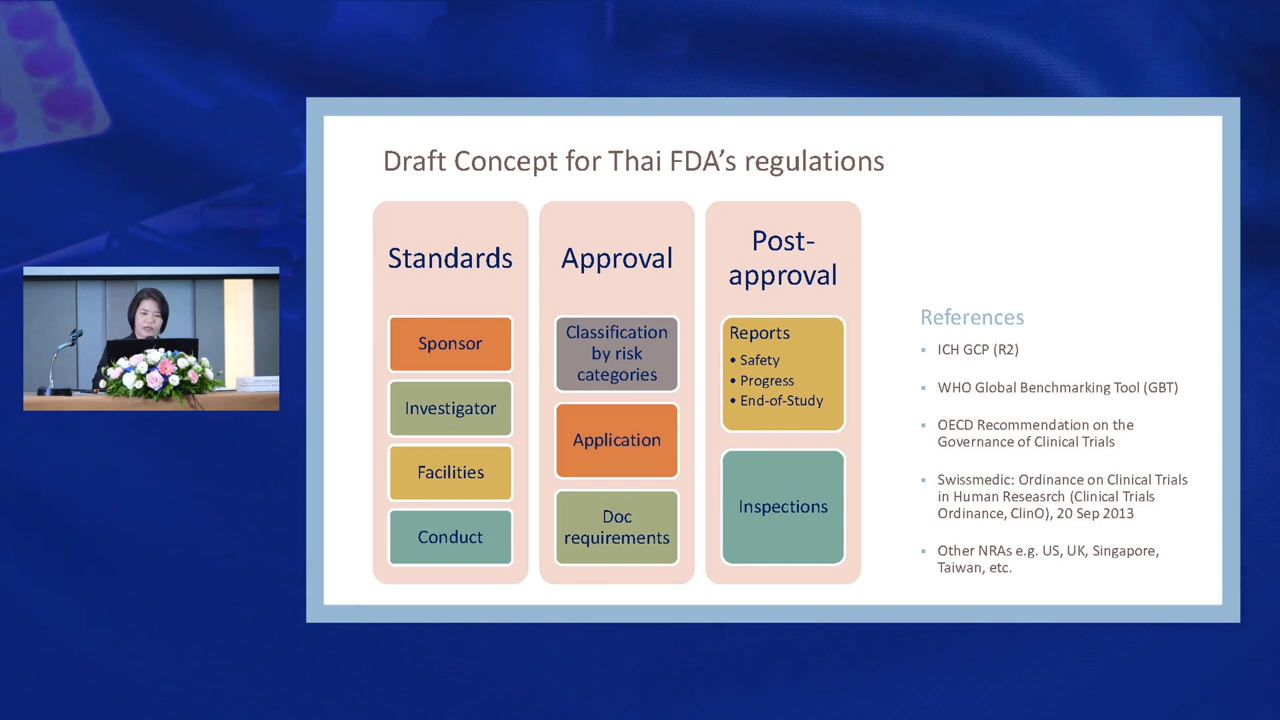 Draft Concept for Thai FDA's regulations
Standards
Sponsor
Investigator
Facilities
Conduct
Approval
Classification
by risk
categories
Application
Doc
requirements
Post-
approval
Reports
• Safety
• Progress
• End-of-Study
Inspections
References
▪ ICH GCP (R2)
▪ WHO Global Benchmarking Tool (GBT)
▪ OECD Recommendation on the
Governance of Clinical Trials
▪ Swissmedic: Ordinance on Clinical Trials
in Human Researsch (Clinical Trials
Ordinance, ClinO), 20 Sep 2013
▪ Other NRAs e.g. US, UK, Singapore,
Taiwan, etc.